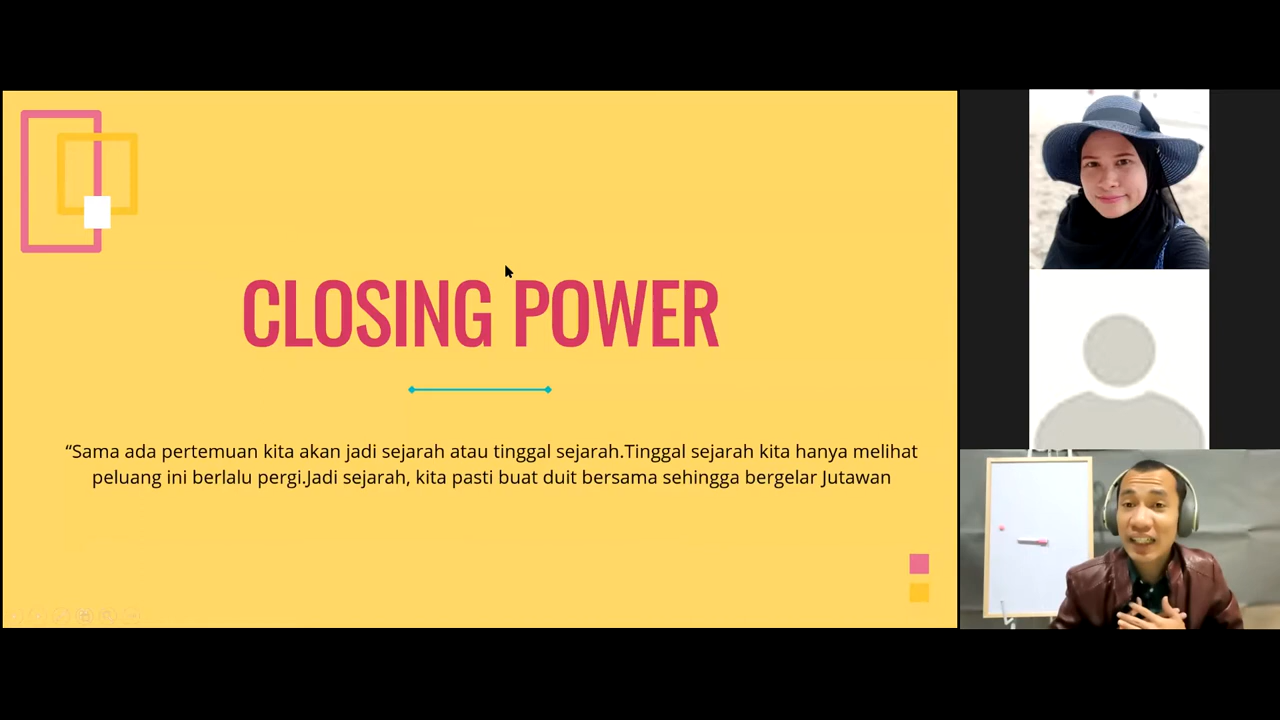 CLOSING POWER
“Sama ada pertemuan kita akan jadi sejarah atau tinggal sejarah.Tinggal sejarah kita hanya melihat
peluang ini berlalu pergi.Jadi sejarah, kita pasti buat duit bersama sehingga bergelar Jutawan